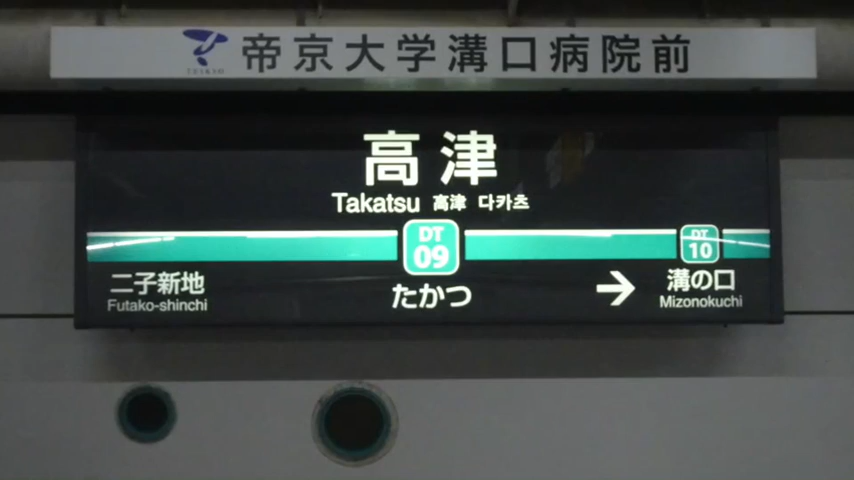 帝京大学溝口病院前
TEIKYO
高津
Takatsu 高津 다카츠
DT
09
DT
10
二子新地
Futako-shinchi
たかつ
→
溝の口
Mizonokuchi